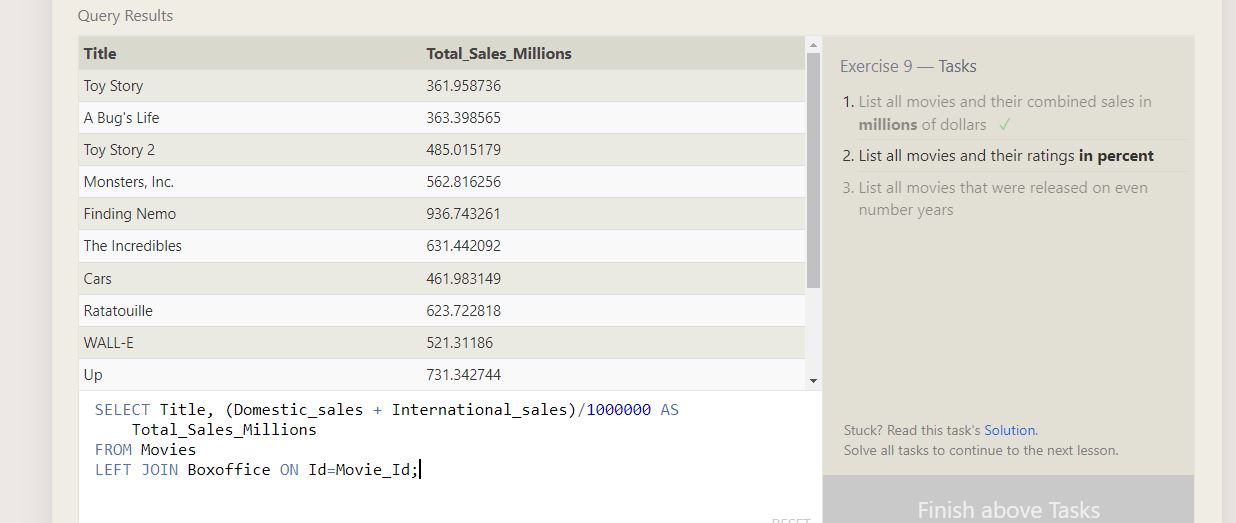 Query Results
Title Total_Sales_Millions
Toy Story 361.958736
A Bug's Life 363.398565
Toy Story 2 485.015179
Monsters, Inc. 562.816256
Finding Nemo 936.743261
The Incredibles 631.442092
Cars 461.983149
Ratatouille 623.722818
WALL-E 521.31186
Up 731.342744
SELECT Title, (Domestic_sales + International_sales)/1000000 AS
Total_Sales_Millions
FROM Movies
LEFT JOIN Boxoffice ON Id=Movie_Id;
RESET
Exercise 9 — Tasks
1. List all movies and their combined sales in
millions of dollars ✓
2. List all movies and their ratings in percent
3. List all movies that were released on even
number years
Stuck? Read this task's Solution.
Solve all tasks to continue to the next lesson.
Finish above Tasks